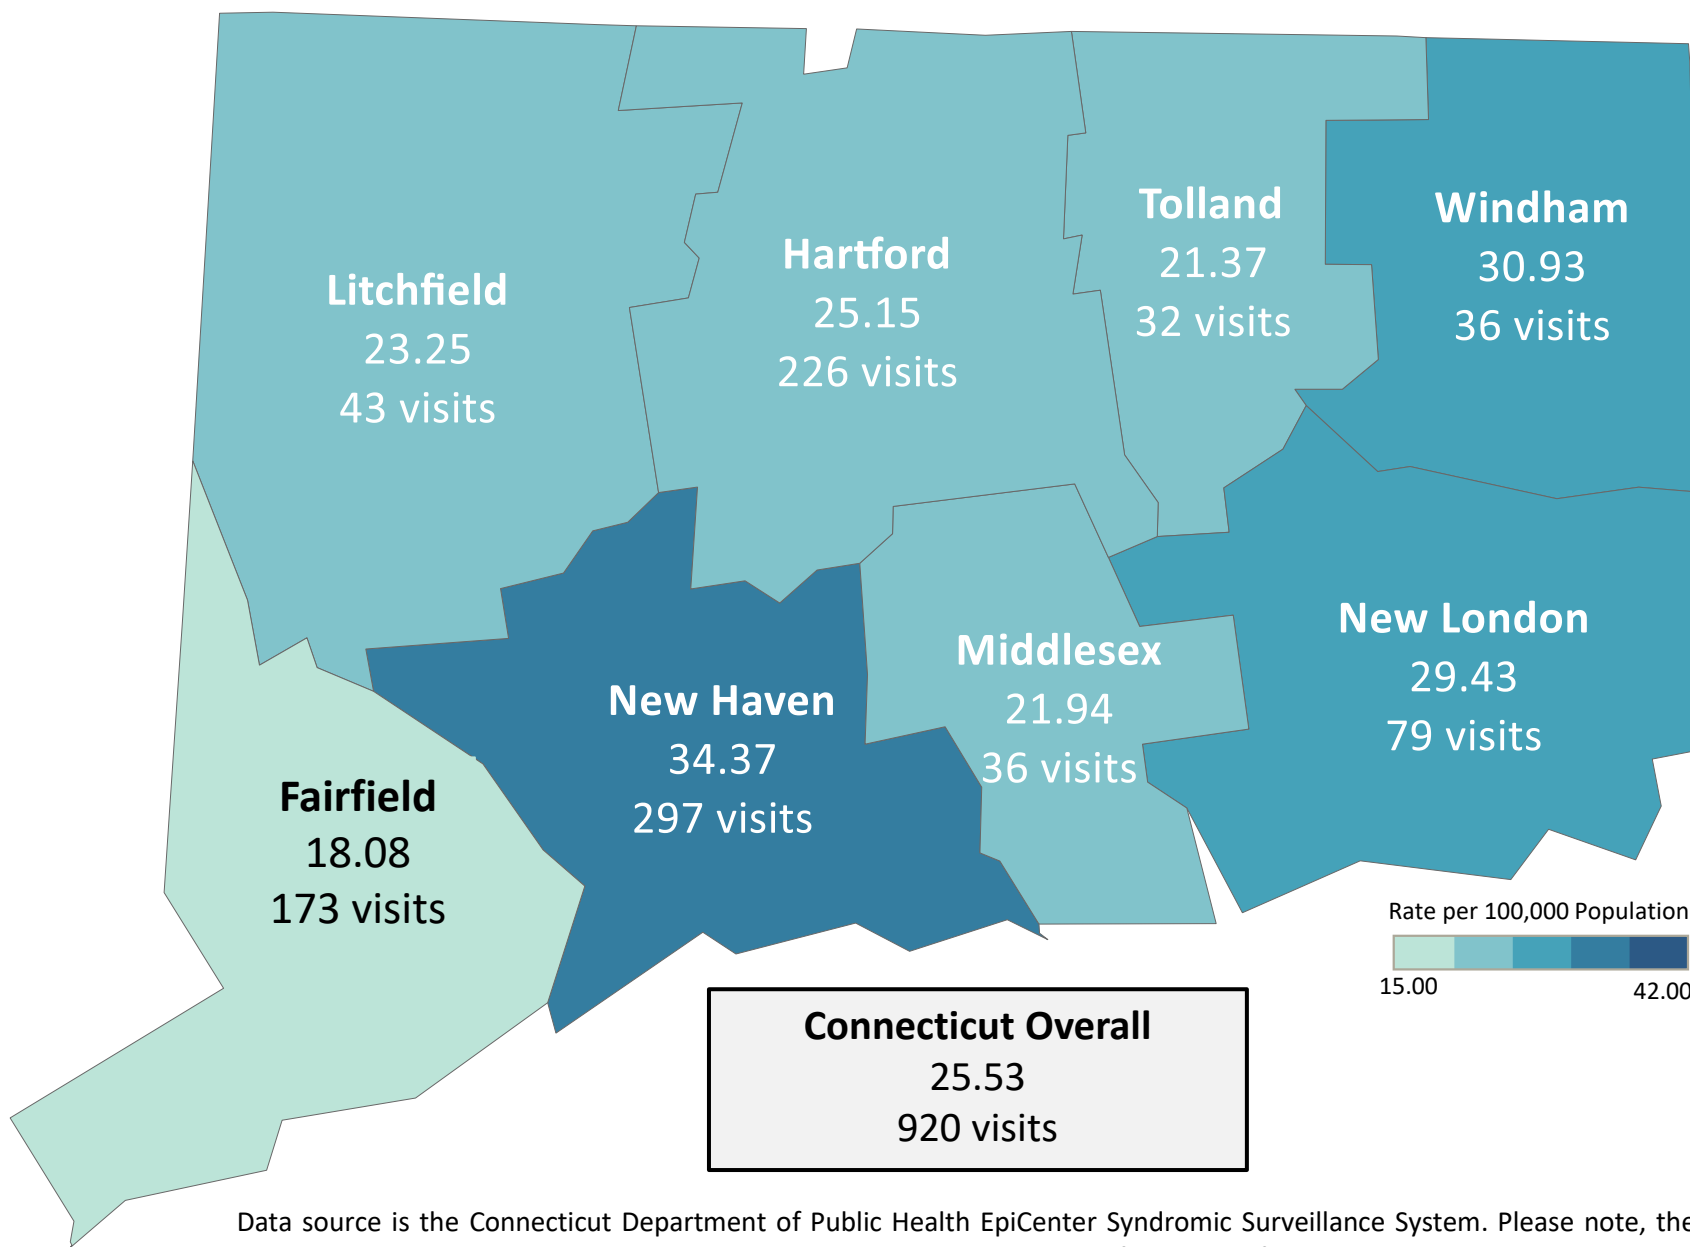 Litchfield
23.25
43 visits
Hartford
25.15
226 visits
Tolland
21.37
32 visits
Windham
30.93
36 visits
New Haven
34.37
297 visits
Middlesex
21.94
36 visits
New London
29.43
79 visits
Fairfield
18.08
173 visits
Rate per 100,000 Population
15.00
42.00
Connecticut Overall
25.53
920 visits
Data source is the Connecticut Department of Public Health EpiCenter Syndromic Surveillance System. Please note, the